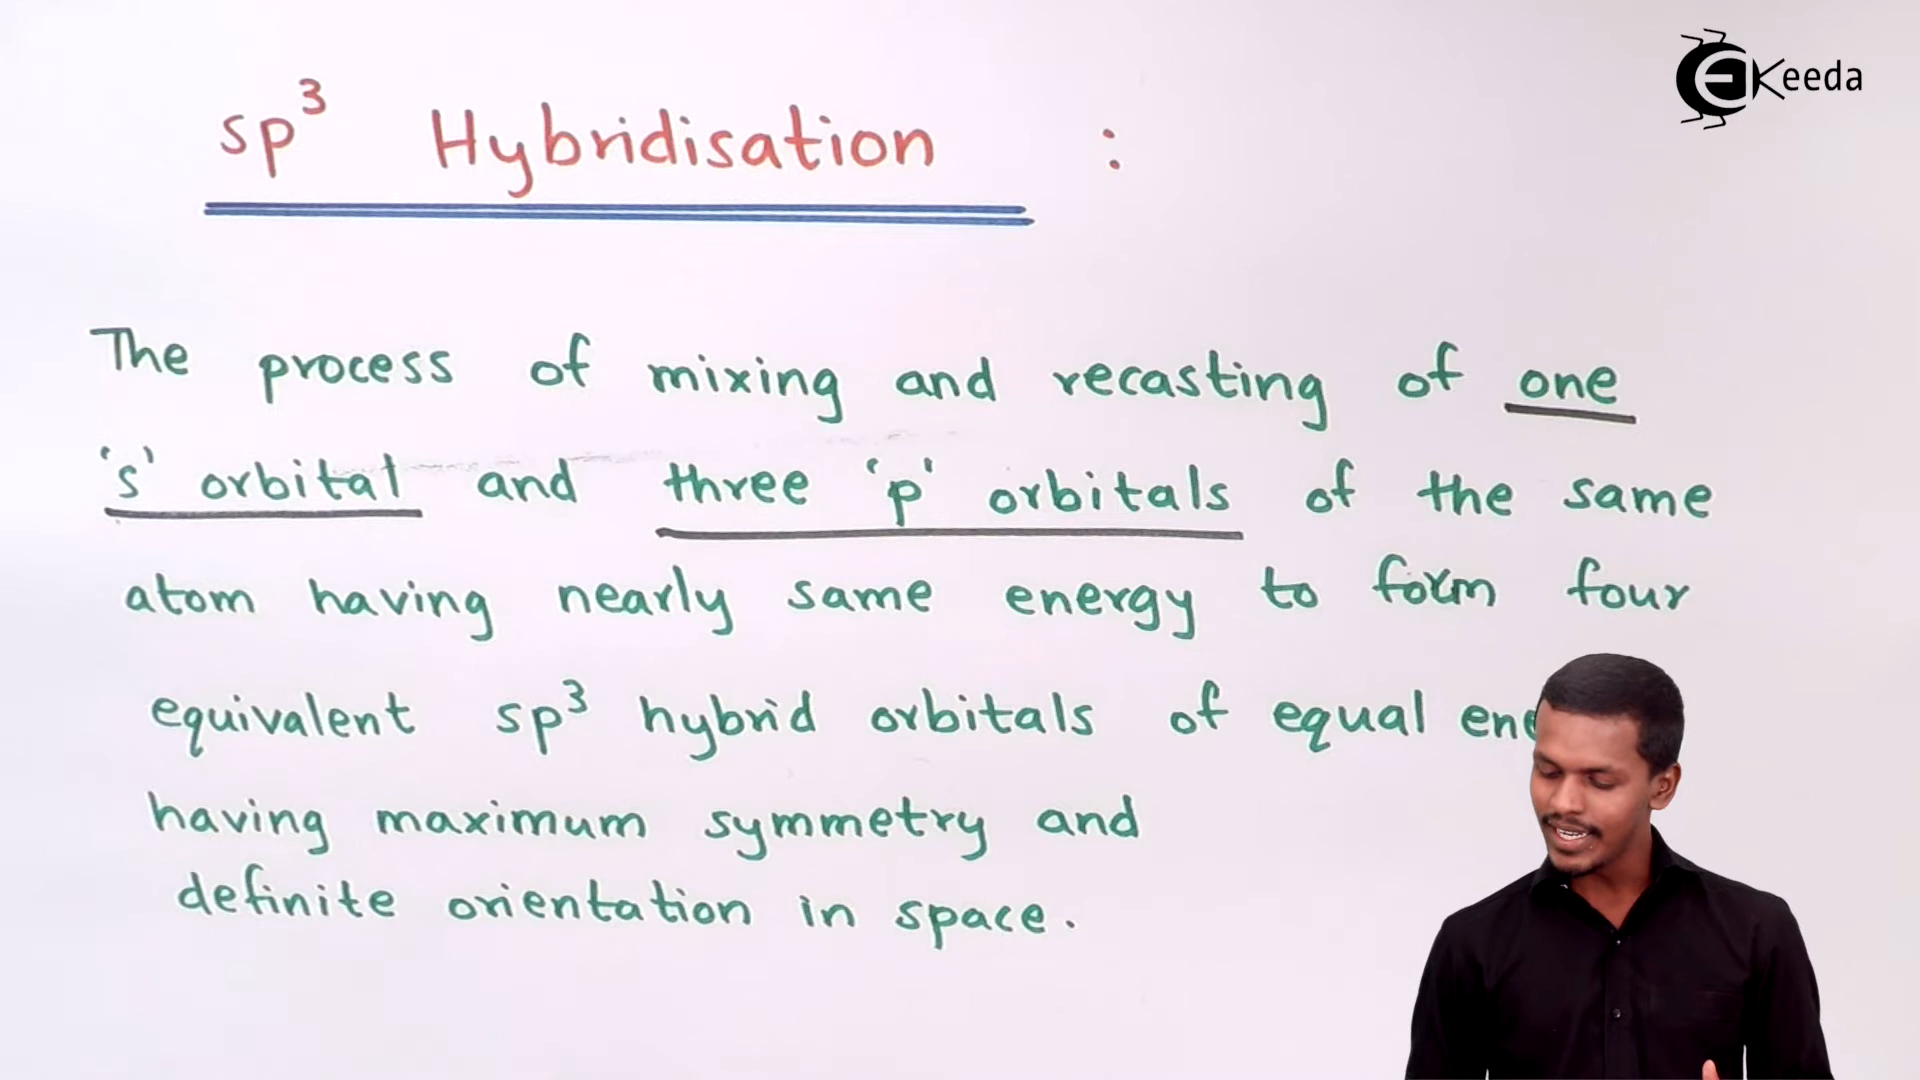 sp³ Hybridisation :
EKeeda
The process of mixing and recasting of one
's' orbital and three 'p' orbitals of the same
atom having nearly same energy to form four
equivalent sp³ hybrid orbitals of equal
having maximum symmetry and
definite orientation in space.